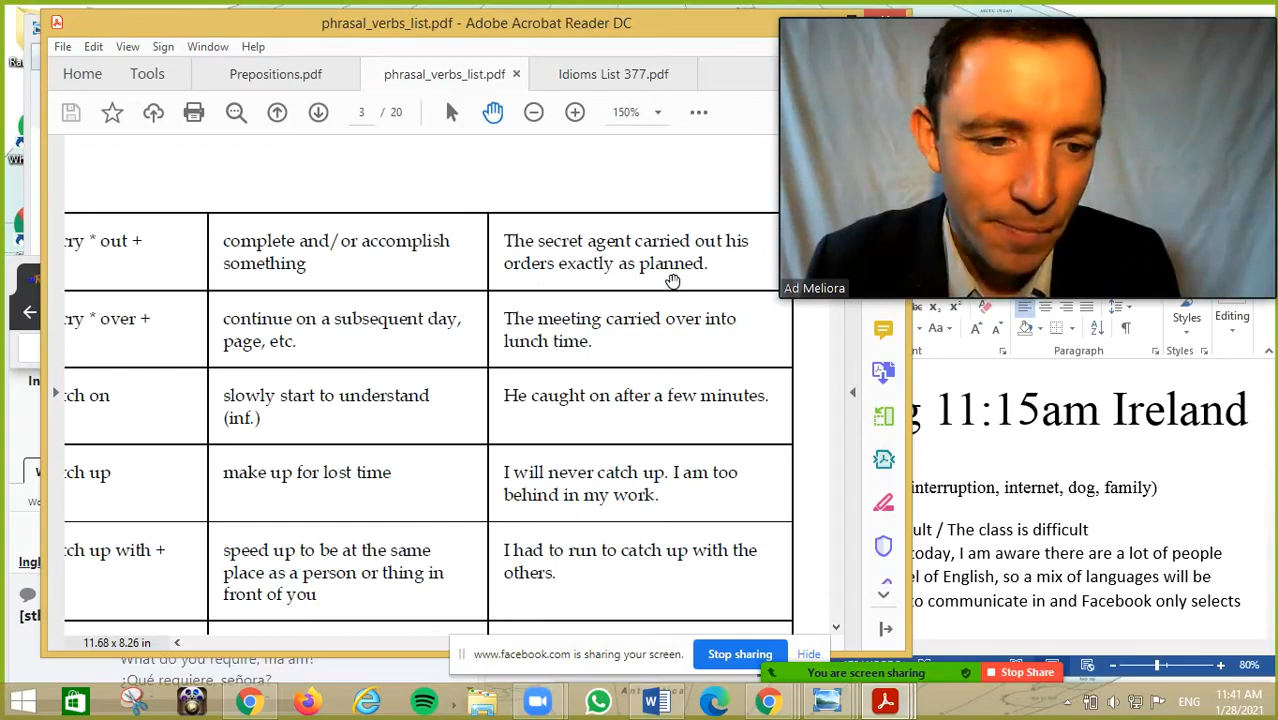 phrasal_verbs_list.pdf - Adobe Acrobat Reader DC
File Edit View Sign Window Help
Home Tools Prepositions.pdf phrasal_verbs_list.pdf × Idioms List 377.pdf
3 / 20 150%
rry * out + complete and/or accomplish The secret agent carried out his
something orders exactly as planned.
rry * over + continue on a subsequent day, The meeting carried over into
page, etc. lunch time.
tch on slowly start to understand He caught on after a few minutes.
(inf.)
tch up make up for lost time I will never catch up. I am too
behind in my work.
tch up with + speed up to be at the same I had to run to catch up with the
place as a person or thing in others.
front of you
11.68 x 8.26 in
Ad Meliora
Styles Editing
Aa
Paragraph Styles
g 11:15am Ireland
interruption, internet, dog, family)
ult / The class is difficult
today, I am aware there are a lot of people
el of English, so a mix of languages will be
to communicate in and Facebook only selects
In
Ingl
[stl
What do you require, ma'am?
¿Qué requiere señora?
www.facebook.com is sharing your screen. Stop sharing Hide
You are screen sharing Stop Share
80%
ENG
11:41 AM
1/28/2021